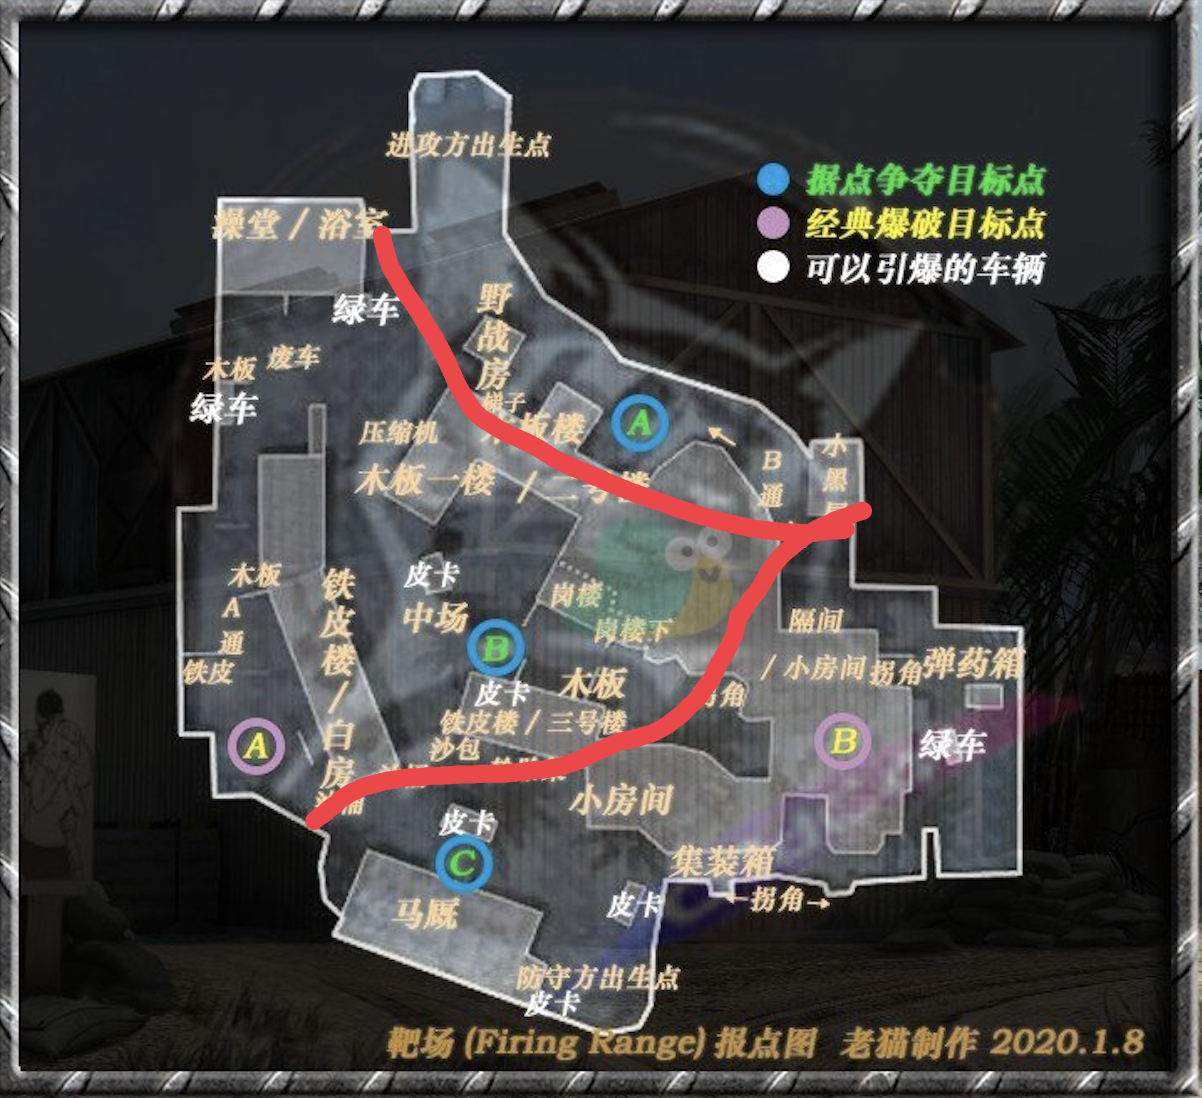 进攻方出生点
据点争夺目标点
经典爆破目标点
可以引爆的车辆
澡堂 / 浴室
绿车
野战房
木板
废车
绿车
梯子
压缩机
木板楼
A
B通
小黑屋
木板一楼 / 二号楼
皮卡
中场
木板
A通
铁皮
铁皮楼 / 白房
岗楼
岗楼下
隔间
/ 小房间
拐角
弹药箱
B
皮卡
木板
拐角
铁皮楼 / 三号楼
沙包
A
B
绿车
小房间
皮卡
C
集装箱
←拐角→
马厩
皮卡
防守方出生点
皮卡
靶场 (Firing Range) 报点图 老猫制作 2020.1.8